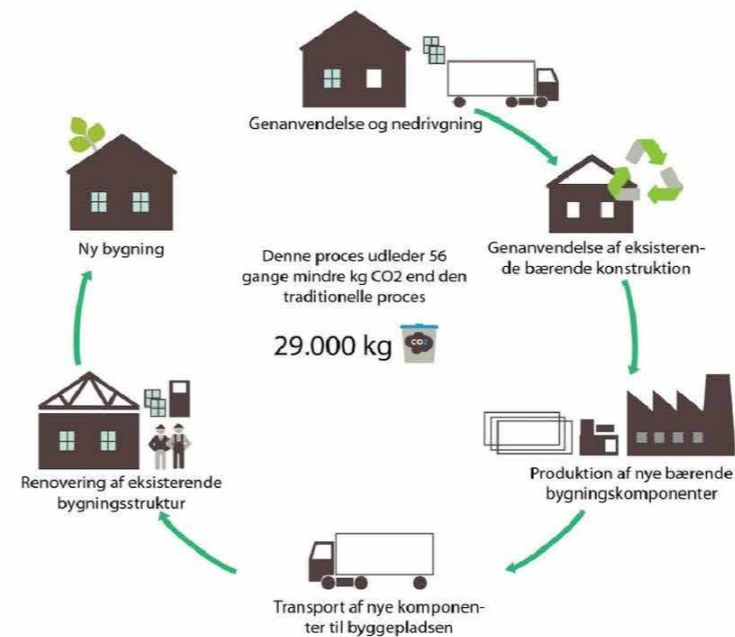 Genanvendelse og nedrivgning
Genanvendelse af eksisteren-
de bærende konstruktion
Ny bygning
Denne proces udleder 56
gange mindre kg CO2 end den
traditionelle proces
29.000 kg
CO2
Produktion af nye bærende
bygningskomponenter
Renovering af eksisterende
bygningsstruktur
Transport af nye komponen-
ter til byggepladsen